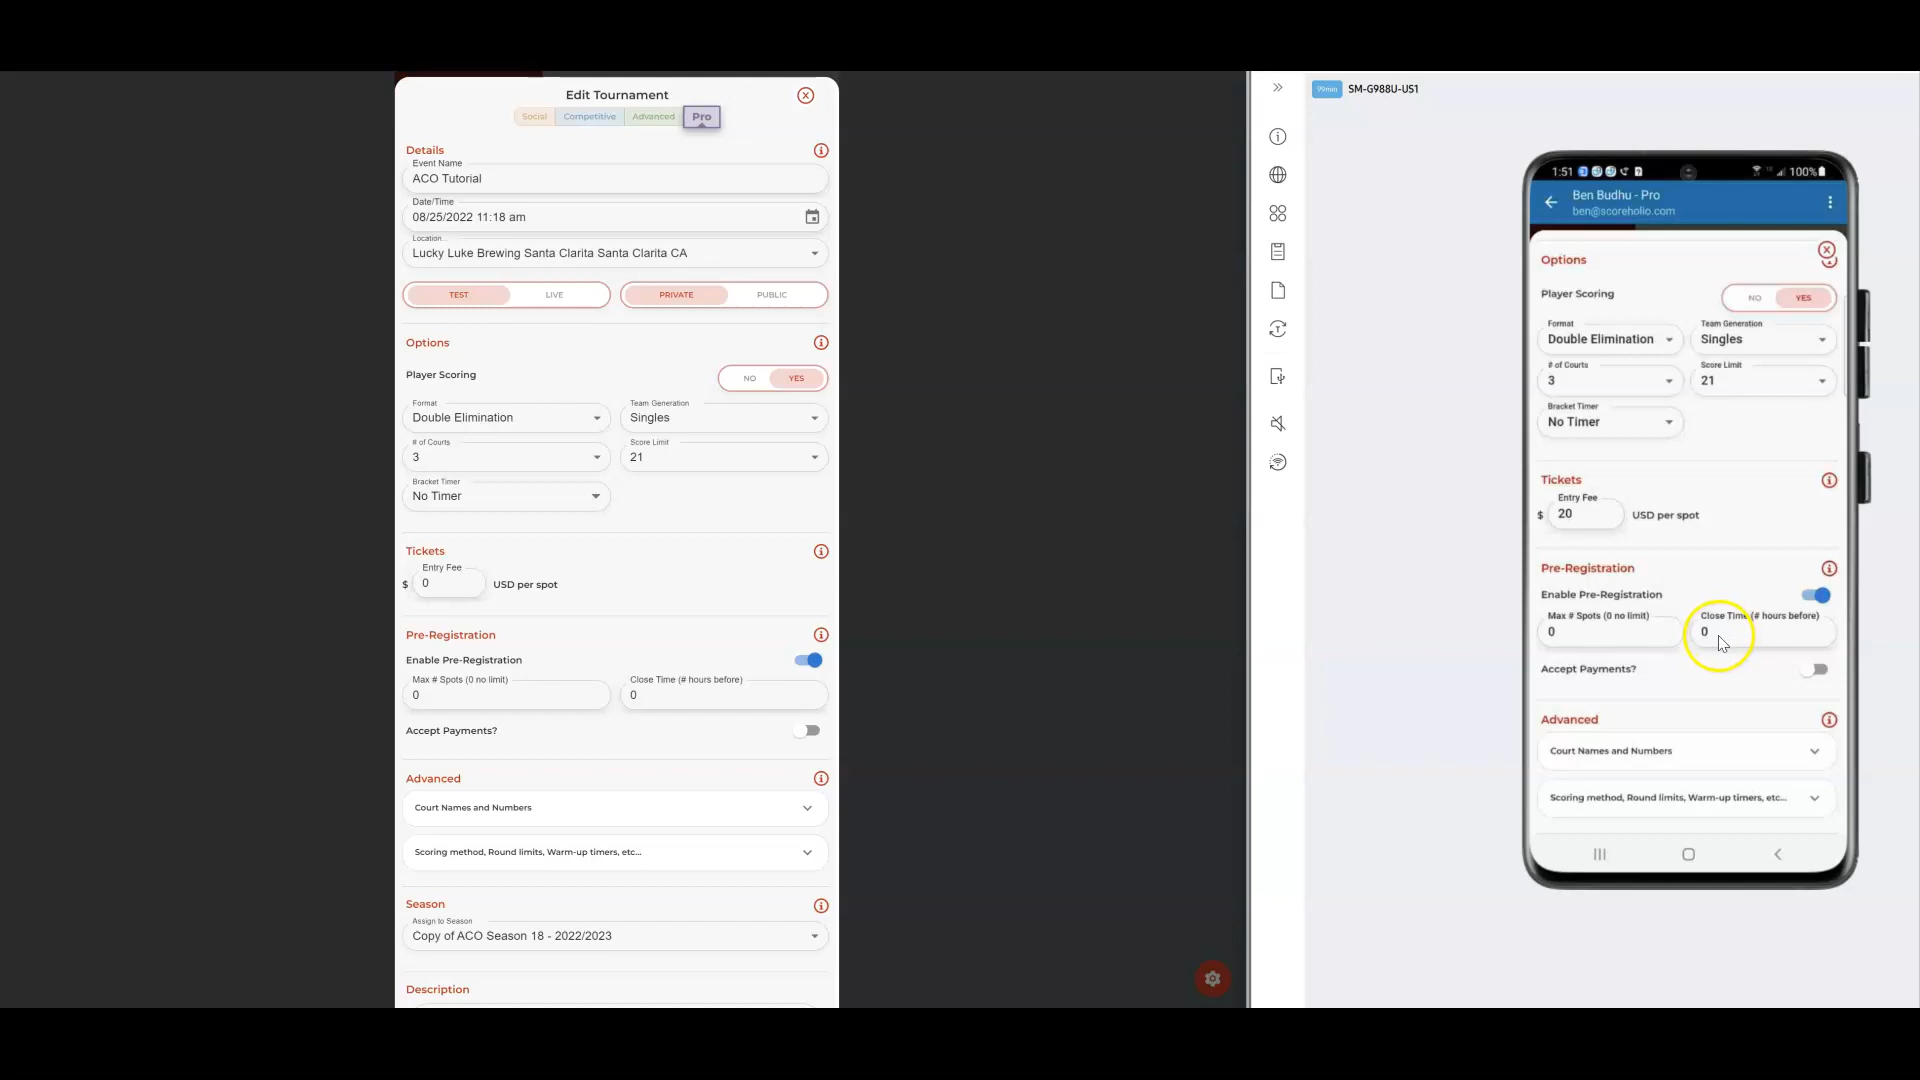 Edit Tournament
Social Competitive Advanced Pro
Details
Event Name
ACO Tutorial
Date/Time
08/25/2022 11:18 am
Location
Lucky Luke Brewing Santa Clarita Santa Clarita CA
TEST LIVE PRIVATE PUBLIC
Options
Player Scoring NO YES
Format Team Generation
Double Elimination Singles
# of Courts Score Limit
3 21
Bracket Timer
No Timer
Tickets
Entry Fee
$ 0 USD per spot
Pre-Registration
Enable Pre-Registration
Max # Spots (0 no limit) Close Time (# hours before)
0 0
Accept Payments?
Advanced
Court Names and Numbers
Scoring method, Round limits, Warm-up timers, etc...
Season
Assign to Season
Copy of ACO Season 18 - 2022/2023
Description
99min SM-G988U-US1
1:51 100%
Ben Budhu - Pro
ben@scoreholio.com
Options
Player Scoring NO YES
Format Team Generation
Double Elimination Singles
# of Courts Score Limit
3 21
Bracket Timer
No Timer
Tickets
Entry Fee
$ 20 USD per spot
Pre-Registration
Enable Pre-Registration
Max # Spots (0 no limit) Close Time (# hours before)
0 0
Accept Payments?
Advanced
Court Names and Numbers
Scoring method, Round limits, Warm-up timers, etc...